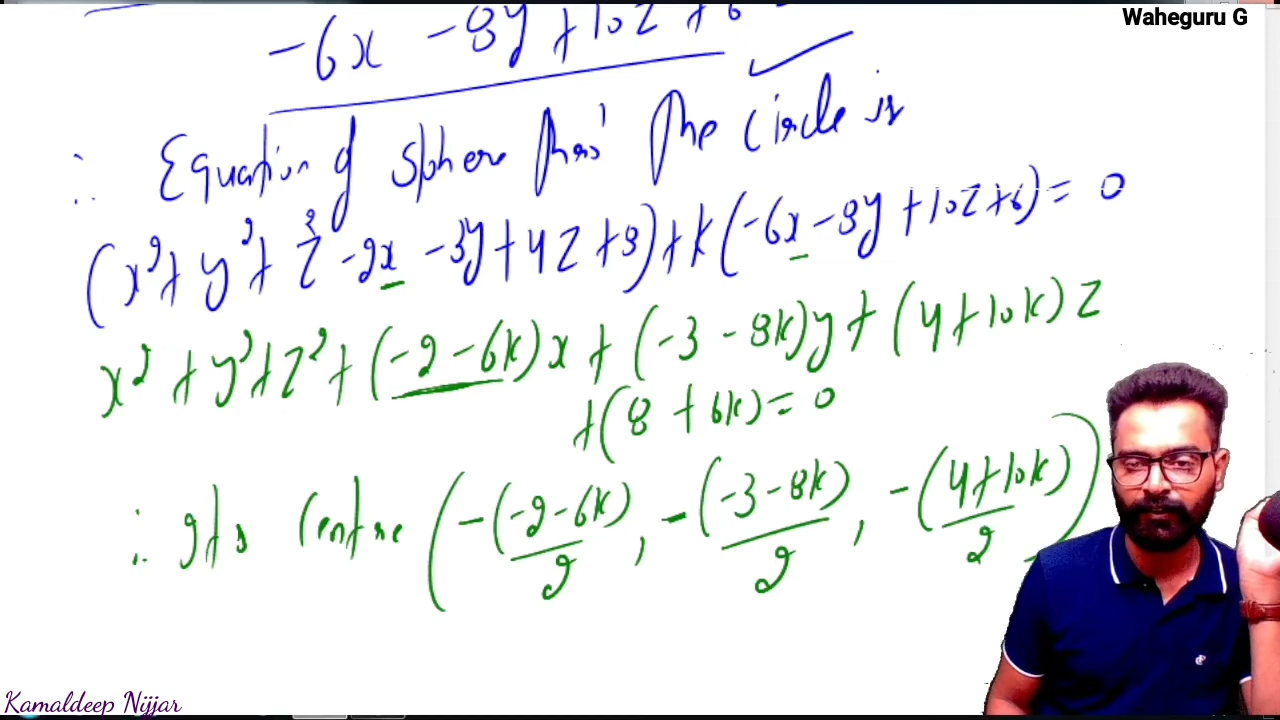 Waheguru G
-6x -8y +10z +6
∴ Equation of Sphere thro' the circle is
(x²+ y²+ z² -2x -3y+4z+8)+k(-6x-8y+10z+6)= 0
x² + y²+z²+(-2-6k)x+(-3-8k)y+(4+10k)z
+(8+6k)=0
∴ Its Centre (-(-2-6k)/2, -(-3-8k)/2, -(4+10k)/2)
Kamaldeep Nijjar